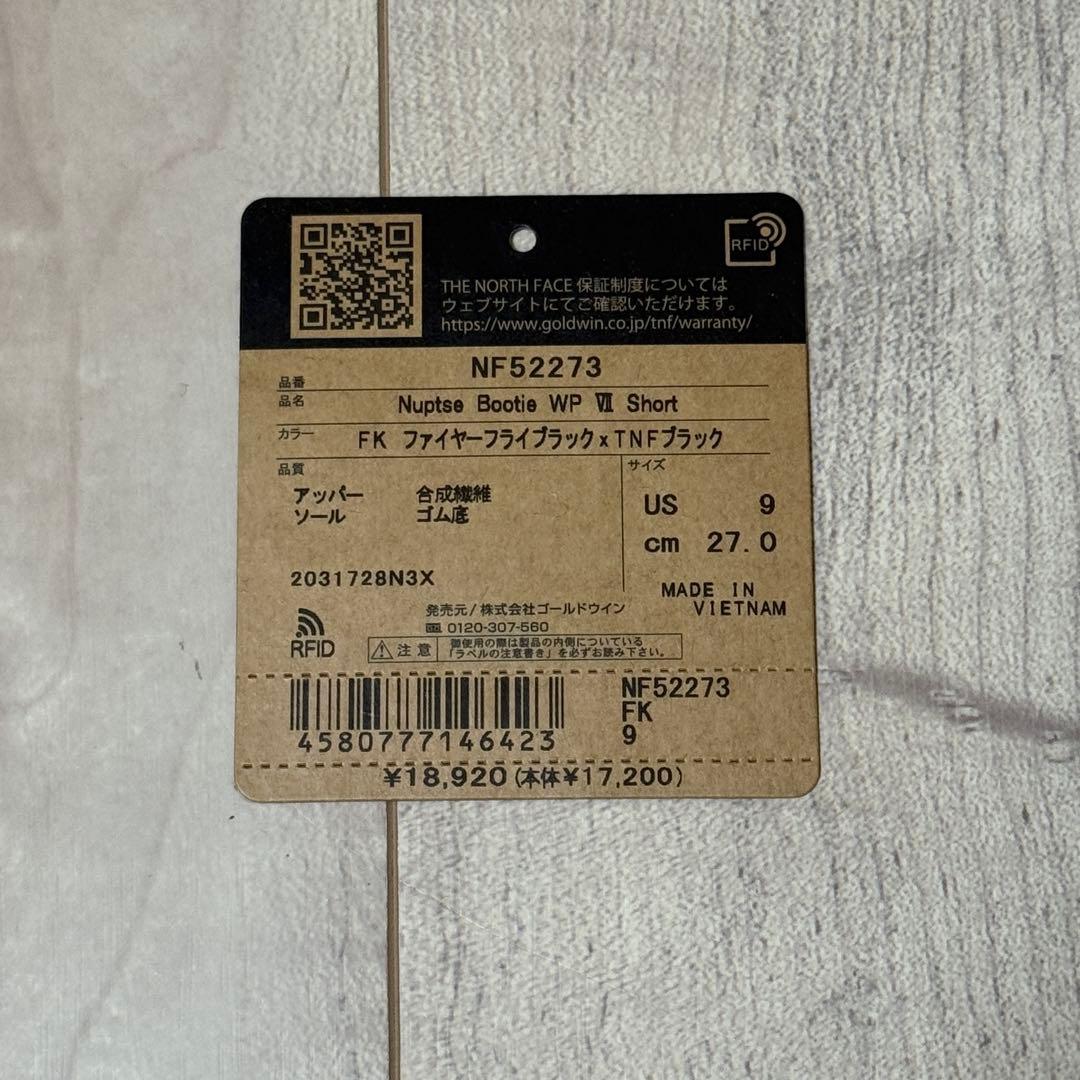 RFID
THE NORTH FACE 保証制度については
ウェブサイトにてご確認いただけます。
https://www.goldwin.co.jp/tnf/warranty/
品番 NF52273
品名 Nuptse Bootie WP Ⅶ Short
カラー FK ファイヤーフライブラックxTNFブラック
品質
アッパー 合成繊維
ソール ゴム底
サイズ
US 9
cm 27.0
2031728N3X
MADE IN
VIETNAM
RFID
発売元/株式会社ゴールドウイン
0120-307-560
注意
御使用の際は製品の内側についている
「ラベルの注意書き」を必ずお読み下さい。
4580777146423
NF52273
FK
9
¥18,920(本体¥17,200)